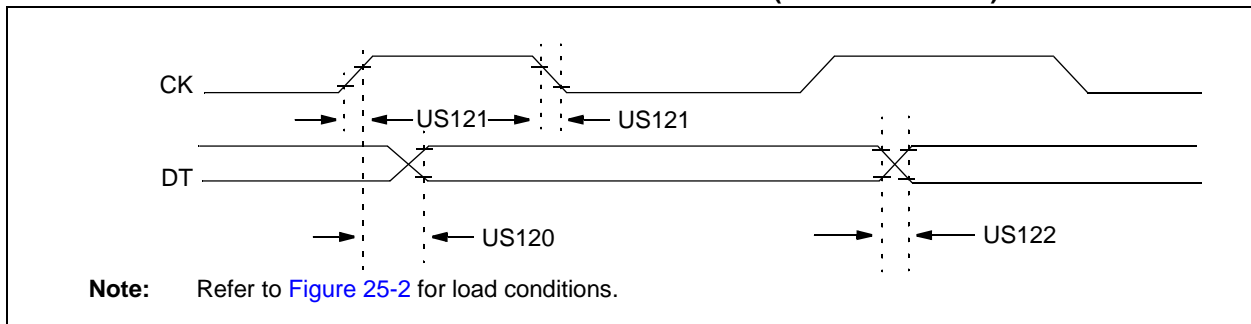 CK
US121 US121
DT
US120 US122
Note: Refer to Figure 25-2 for load conditions.